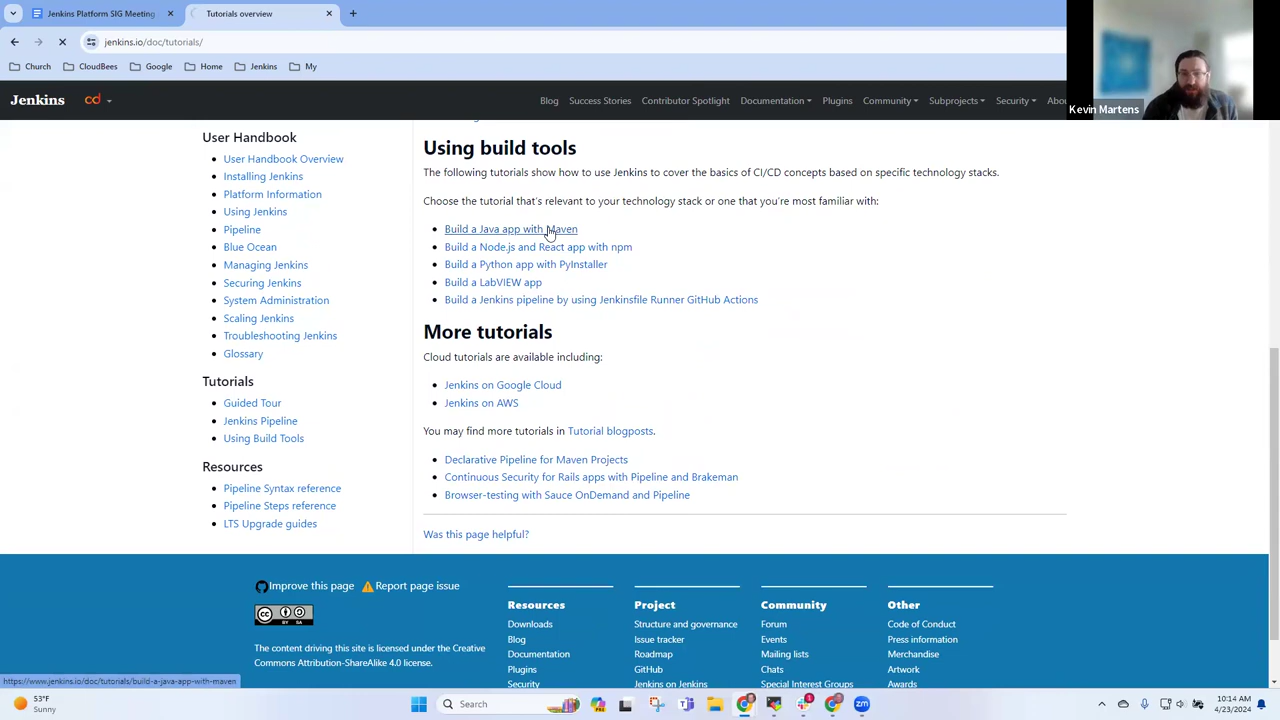 Jenkins Platform SIG Meeting
Tutorials overview
jenkins.io/doc/tutorials/
Church
CloudBees
Google
Home
Jenkins
My
Jenkins
cd
Blog
Success Stories
Contributor Spotlight
Documentation
Plugins
Community
Subprojects
Security
Abou
Kevin Martens
User Handbook
User Handbook Overview
Installing Jenkins
Platform Information
Using Jenkins
Pipeline
Blue Ocean
Managing Jenkins
Securing Jenkins
System Administration
Scaling Jenkins
Troubleshooting Jenkins
Glossary
Tutorials
Guided Tour
Jenkins Pipeline
Using Build Tools
Resources
Pipeline Syntax reference
Pipeline Steps reference
LTS Upgrade guides
Using build tools
The following tutorials show how to use Jenkins to cover the basics of CI/CD concepts based on specific technology stacks.
Choose the tutorial that's relevant to your technology stack or one that you're most familiar with:
Build a Java app with Maven
Build a Node.js and React app with npm
Build a Python app with PyInstaller
Build a LabVIEW app
Build a Jenkins pipeline by using Jenkinsfile Runner GitHub Actions
More tutorials
Cloud tutorials are available including:
Jenkins on Google Cloud
Jenkins on AWS
You may find more tutorials in Tutorial blogposts.
Declarative Pipeline for Maven Projects
Continuous Security for Rails apps with Pipeline and Brakeman
Browser-testing with Sauce OnDemand and Pipeline
Was this page helpful?
Improve this page
Report page issue
CC BY SA
The content driving this site is licensed under the Creative
Commons Attribution-ShareAlike 4.0 license.
Resources
Downloads
Blog
Documentation
Plugins
Security
Project
Structure and governance
Issue tracker
Roadmap
GitHub
Jenkins on Jenkins
Community
Forum
Events
Mailing lists
Chats
Special Interest Groups
Other
Code of Conduct
Press information
Merchandise
Artwork
Awards
https://www.jenkins.io/doc/tutorials/build-a-java-app-with-maven
53°F
Sunny
Search
10:14 AM
4/23/2024